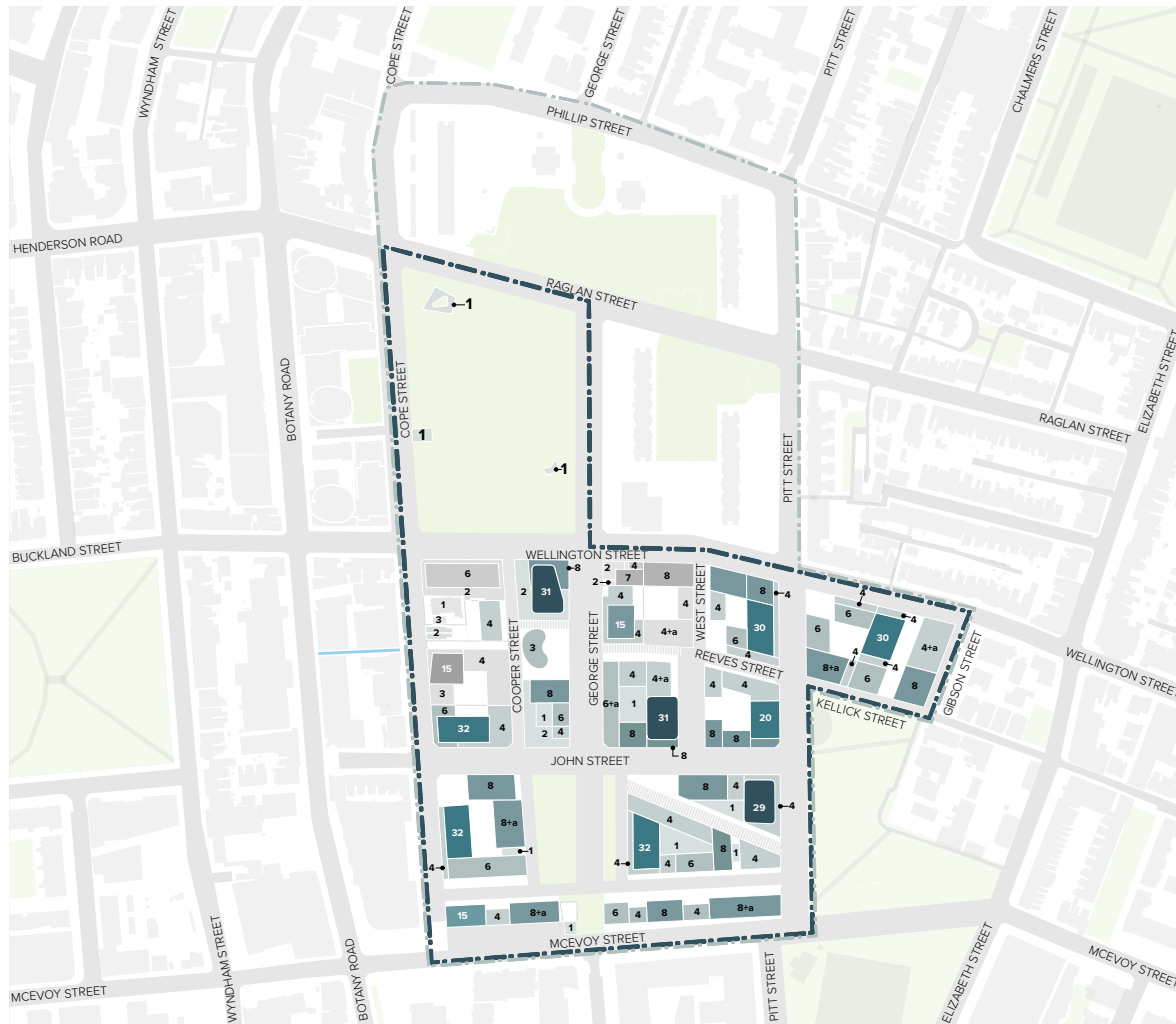 WYNDHAM STREET
COPE STREET
GEORGE STREET
PITT STREET
CHALMERS STREET
PHILLIP STREET
HENDERSON ROAD
RAGLAN STREET
1
BOTANY ROAD
COPE STREET
1
1
PITT STREET
RAGLAN STREET
ELIZABETH STREET
BUCKLAND STREET
WELLINGTON STREET
6
2
1
3
2
4
2
31
8
COOPER STREET
3
GEORGE STREET
2
4
2
7
8
4
15
4
4
4+a
WEST STREET
8
4
4
30
6
4
REEVES STREET
4
6
4
6
30
4+a
4
4
8+a
6
8
GIBSON STREET
WELLINGTON STREET
KELLICK STREET
15
4
3
6
32
4
8
1
6
2
4
6+a
4
4+a
1
31
8
8
4
4
20
8
8
JOHN STREET
8
32
8+a
1
4
6
8
4
1
29
4
4
32
1
8
1
4
4
4
6
15
4
8+a
1
6
4
8
4
8+a
MCEVOY STREET
MCEVOY STREET
WYNDHAM STREET
BOTANY ROAD
PITT STREET
ELIZABETH STREET
MCEVOY STREET